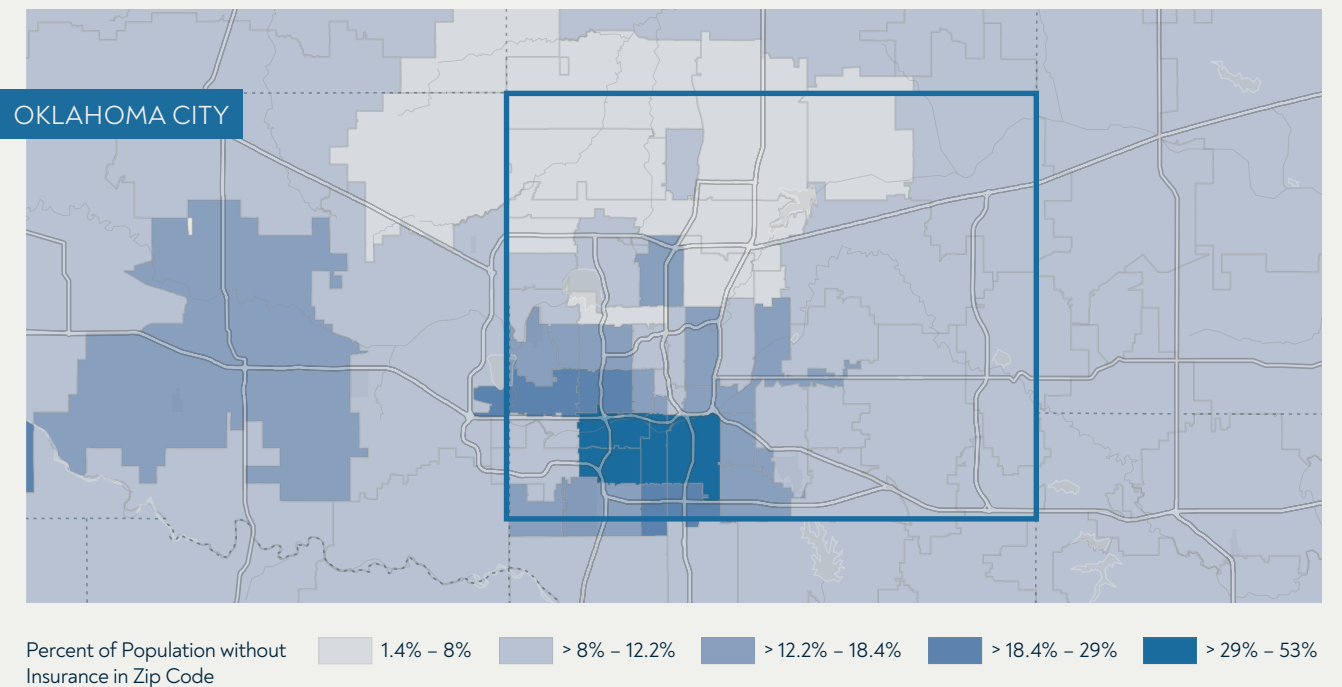 OKLAHOMA CITY
Percent of Population without
Insurance in Zip Code
1.4% – 8%
> 8% – 12.2%
> 12.2% – 18.4%
> 18.4% – 29%
> 29% – 53%